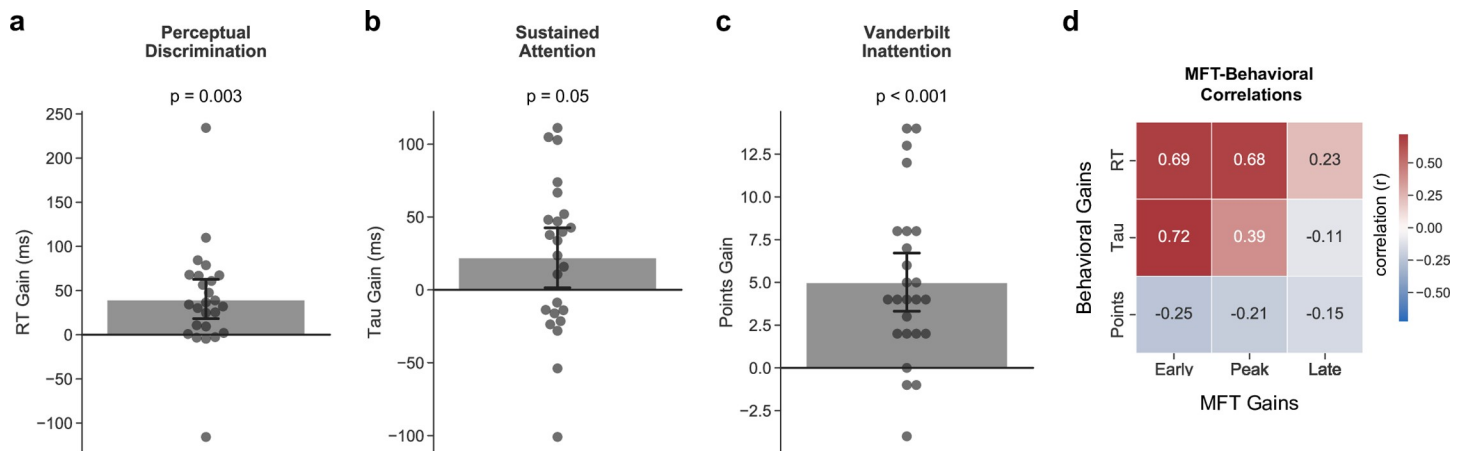 a
Perceptual
Discrimination
p = 0.003
RT Gain (ms)
250
200
150
100
50
0
−50
−100
b
Sustained
Attention
p = 0.05
Tau Gain (ms)
100
50
0
−50
−100
c
Vanderbilt
Inattention
p < 0.001
Points Gain
12.5
10.0
7.5
5.0
2.5
0.0
−2.5
d
MFT-Behavioral
Correlations
Behavioral Gains
RT
0.69 0.68 0.23
Tau
0.72 0.39 -0.11
Points
-0.25 -0.21 -0.15
Early Peak Late
MFT Gains
0.50
0.25
0.00
−0.25
−0.50
correlation (r)